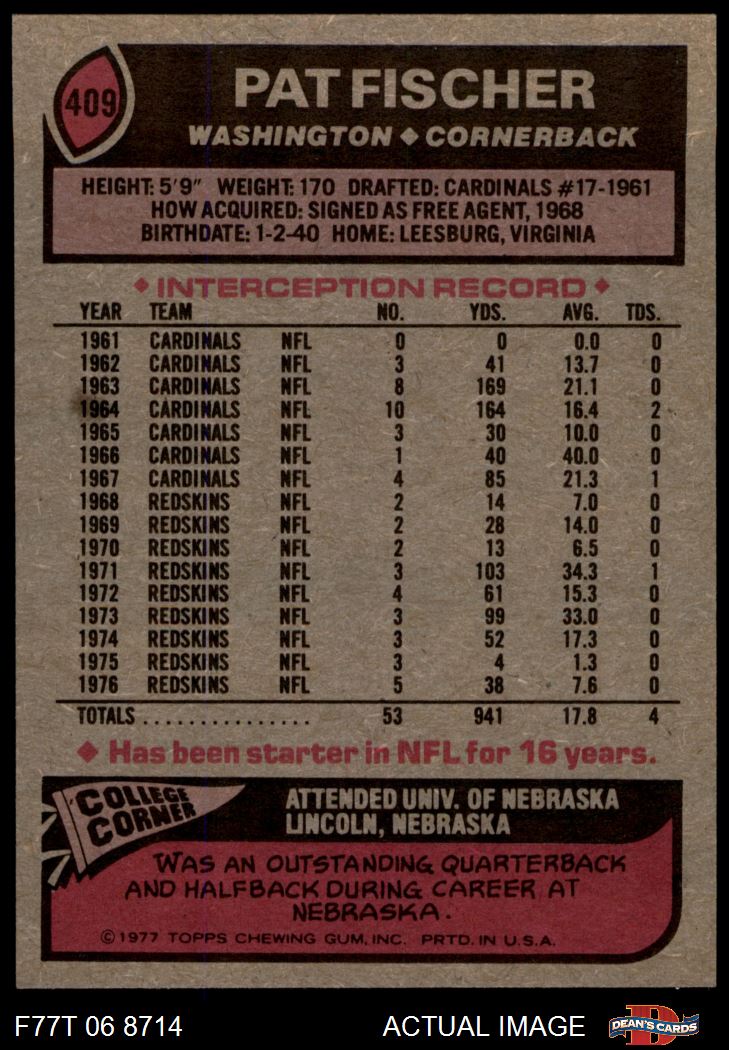 409
PAT FISCHER
WASHINGTON ◆ CORNERBACK
HEIGHT: 5'9" WEIGHT: 170 DRAFTED: CARDINALS #17-1961
HOW ACQUIRED: SIGNED AS FREE AGENT, 1968
BIRTHDATE: 1-2-40 HOME: LEESBURG, VIRGINIA
◆ INTERCEPTION RECORD ◆
YEAR TEAM NO. YDS. AVG. TDS.
1961 CARDINALS NFL 0 0 0.0 0
1962 CARDINALS NFL 3 41 13.7 0
1963 CARDINALS NFL 8 169 21.1 0
1964 CARDINALS NFL 10 164 16.4 2
1965 CARDINALS NFL 3 30 10.0 0
1966 CARDINALS NFL 1 40 40.0 0
1967 CARDINALS NFL 4 85 21.3 1
1968 REDSKINS NFL 2 14 7.0 0
1969 REDSKINS NFL 2 28 14.0 0
1970 REDSKINS NFL 2 13 6.5 0
1971 REDSKINS NFL 3 103 34.3 1
1972 REDSKINS NFL 4 61 15.3 0
1973 REDSKINS NFL 3 99 33.0 0
1974 REDSKINS NFL 3 52 17.3 0
1975 REDSKINS NFL 3 4 1.3 0
1976 REDSKINS NFL 5 38 7.6 0
TOTALS ............... 53 941 17.8 4
◆ Has been starter in NFL for 16 years.
COLLEGE
CORNER
ATTENDED UNIV. OF NEBRASKA
LINCOLN, NEBRASKA
WAS AN OUTSTANDING QUARTERBACK
AND HALFBACK DURING CAREER AT
NEBRASKA.
©1977 TOPPS CHEWING GUM, INC. PRTD. IN U.S.A.
F77T 06 8714 ACTUAL IMAGE
D
DEAN'S CARDS